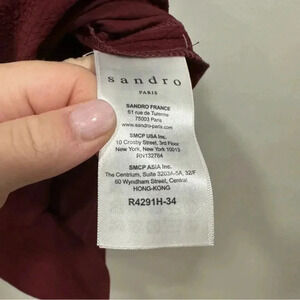 sandro
PARIS
SANDRO FRANCE
61 rue de Turenne
75003 Paris
www.sandro-paris.com
SMCP USA Inc.
10 Crosby Street, 3rd Floor
New York, New York 10013
RN132784
SMCP ASIA Inc.
The Centrium, Suite 3203A-5A, 32/F
60 Wyndham Street, Central
HONG-KONG
R4291H-34